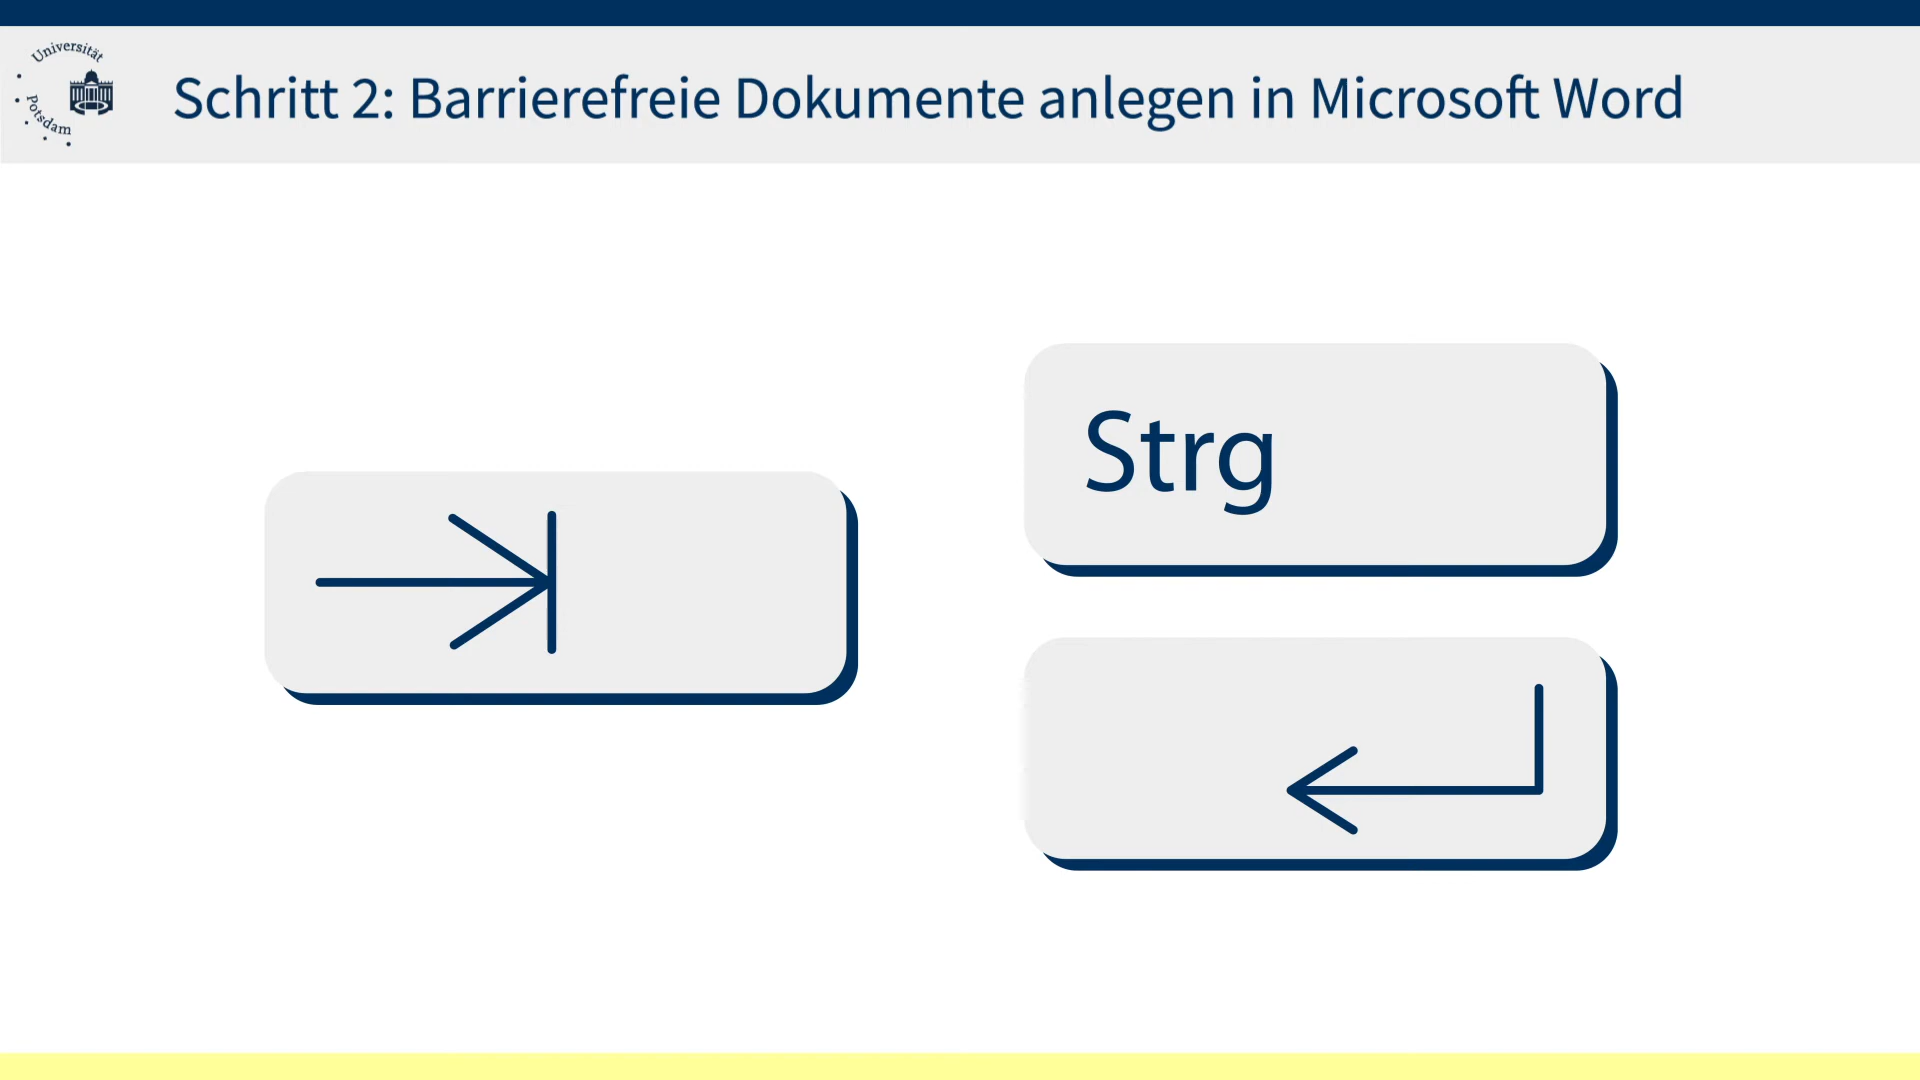 Universität
Potsdam
Schritt 2: Barrierefreie Dokumente anlegen in Microsoft Word
Strg